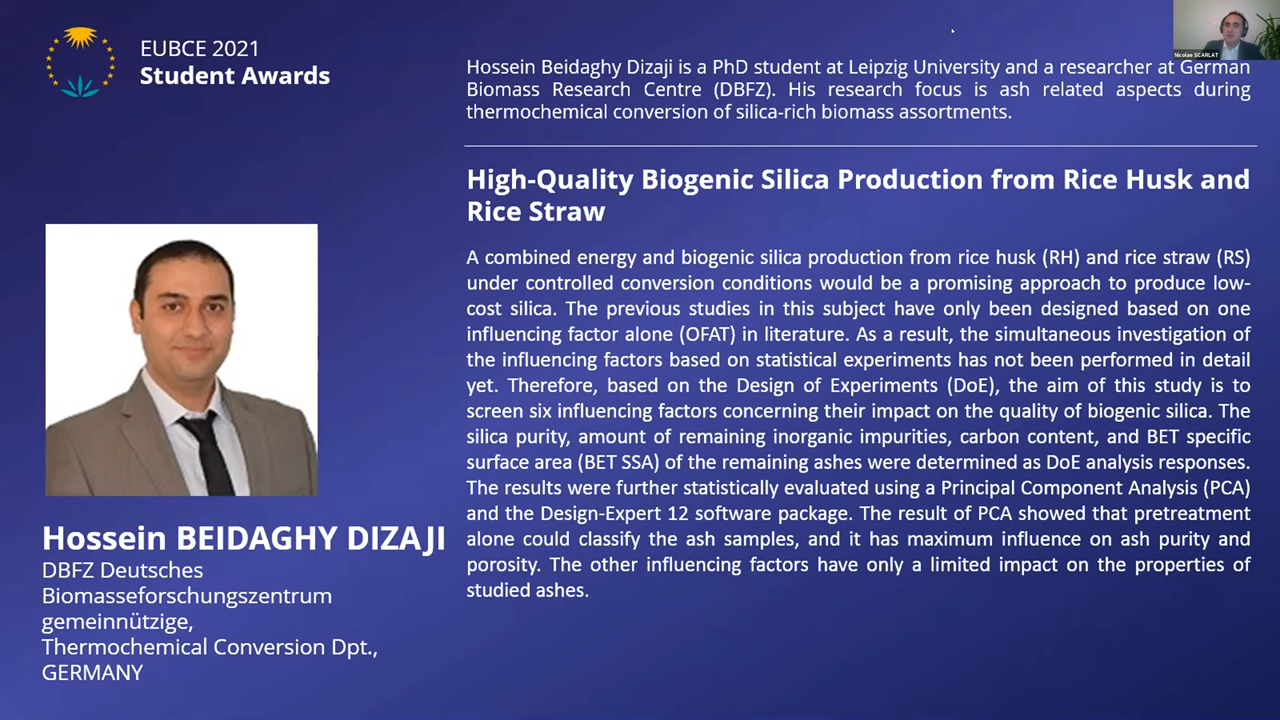 EUBCE 2021
Student Awards
Nicolae SCARLAT
Hossein Beidaghy Dizaji is a PhD student at Leipzig University and a researcher at German
Biomass Research Centre (DBFZ). His research focus is ash related aspects during
thermochemical conversion of silica-rich biomass assortments.
High-Quality Biogenic Silica Production from Rice Husk and
Rice Straw
A combined energy and biogenic silica production from rice husk (RH) and rice straw (RS)
under controlled conversion conditions would be a promising approach to produce low-
cost silica. The previous studies in this subject have only been designed based on one
influencing factor alone (OFAT) in literature. As a result, the simultaneous investigation of
the influencing factors based on statistical experiments has not been performed in detail
yet. Therefore, based on the Design of Experiments (DoE), the aim of this study is to
screen six influencing factors concerning their impact on the quality of biogenic silica. The
silica purity, amount of remaining inorganic impurities, carbon content, and BET specific
surface area (BET SSA) of the remaining ashes were determined as DoE analysis responses.
The results were further statistically evaluated using a Principal Component Analysis (PCA)
and the Design-Expert 12 software package. The result of PCA showed that pretreatment
alone could classify the ash samples, and it has maximum influence on ash purity and
porosity. The other influencing factors have only a limited impact on the properties of
studied ashes.
Hossein BEIDAGHY DIZAJI
DBFZ Deutsches
Biomasseforschungszentrum
gemeinnützige,
Thermochemical Conversion Dpt.,
GERMANY